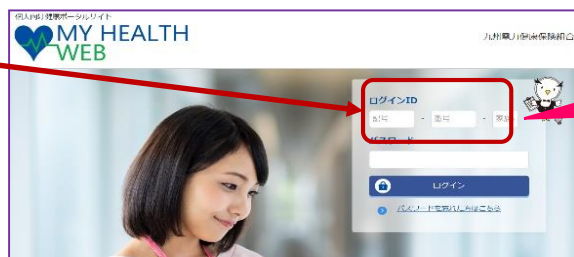 個人向け健康ポータルサイト
MY HEALTH
WEB
九州電力健康保険組合
ログインID
記号 - 番号 -
パスワード
ログイン
パスワードを忘れた方はこちら